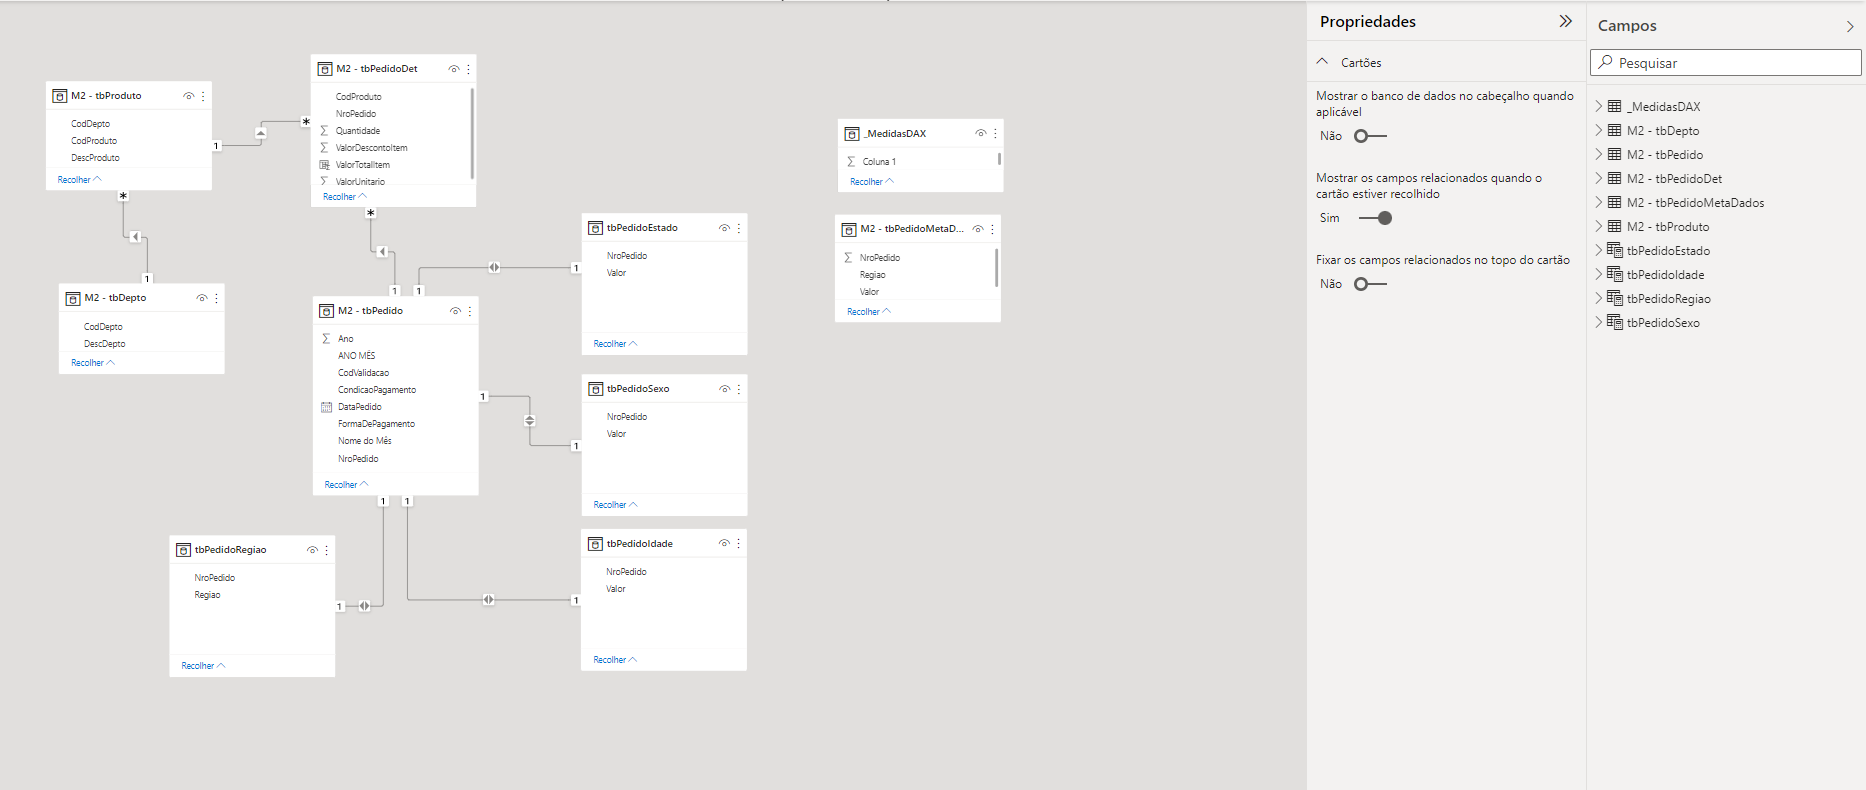 M2 - tbProduto
CodDepto
CodProduto
DescProduto
Recolher
1
*
M2 - tbPedidoDet
CodProduto
NroPedido
Quantidade
ValorDescontoItem
ValorTotalItem
ValorUnitario
Recolher
*
*
1
1
1
1
M2 - tbDepto
CodDepto
DescDepto
Recolher
M2 - tbPedido
Ano
ANO MÊS
CodValidacao
CondicaoPagamento
DataPedido
FormaDePagamento
Nome do Mês
NroPedido
Recolher
1
1
1
tbPedidoEstado
NroPedido
Valor
Recolher
1
tbPedidoSexo
NroPedido
Valor
Recolher
1
tbPedidoIdade
NroPedido
Valor
Recolher
1
tbPedidoRegiao
NroPedido
Regiao
Recolher
1
_MedidasDAX
Coluna 1
Recolher
M2 - tbPedidoMetaD...
NroPedido
Regiao
Valor
Recolher
Propriedades
Cartões
Mostrar o banco de dados no cabeçalho quando
aplicável
Não
Mostrar os campos relacionados quando o
cartão estiver recolhido
Sim
Fixar os campos relacionados no topo do cartão
Não
Campos
Pesquisar
_MedidasDAX
M2 - tbDepto
M2 - tbPedido
M2 - tbPedidoDet
M2 - tbPedidoMetaDados
M2 - tbProduto
tbPedidoEstado
tbPedidoIdade
tbPedidoRegiao
tbPedidoSexo